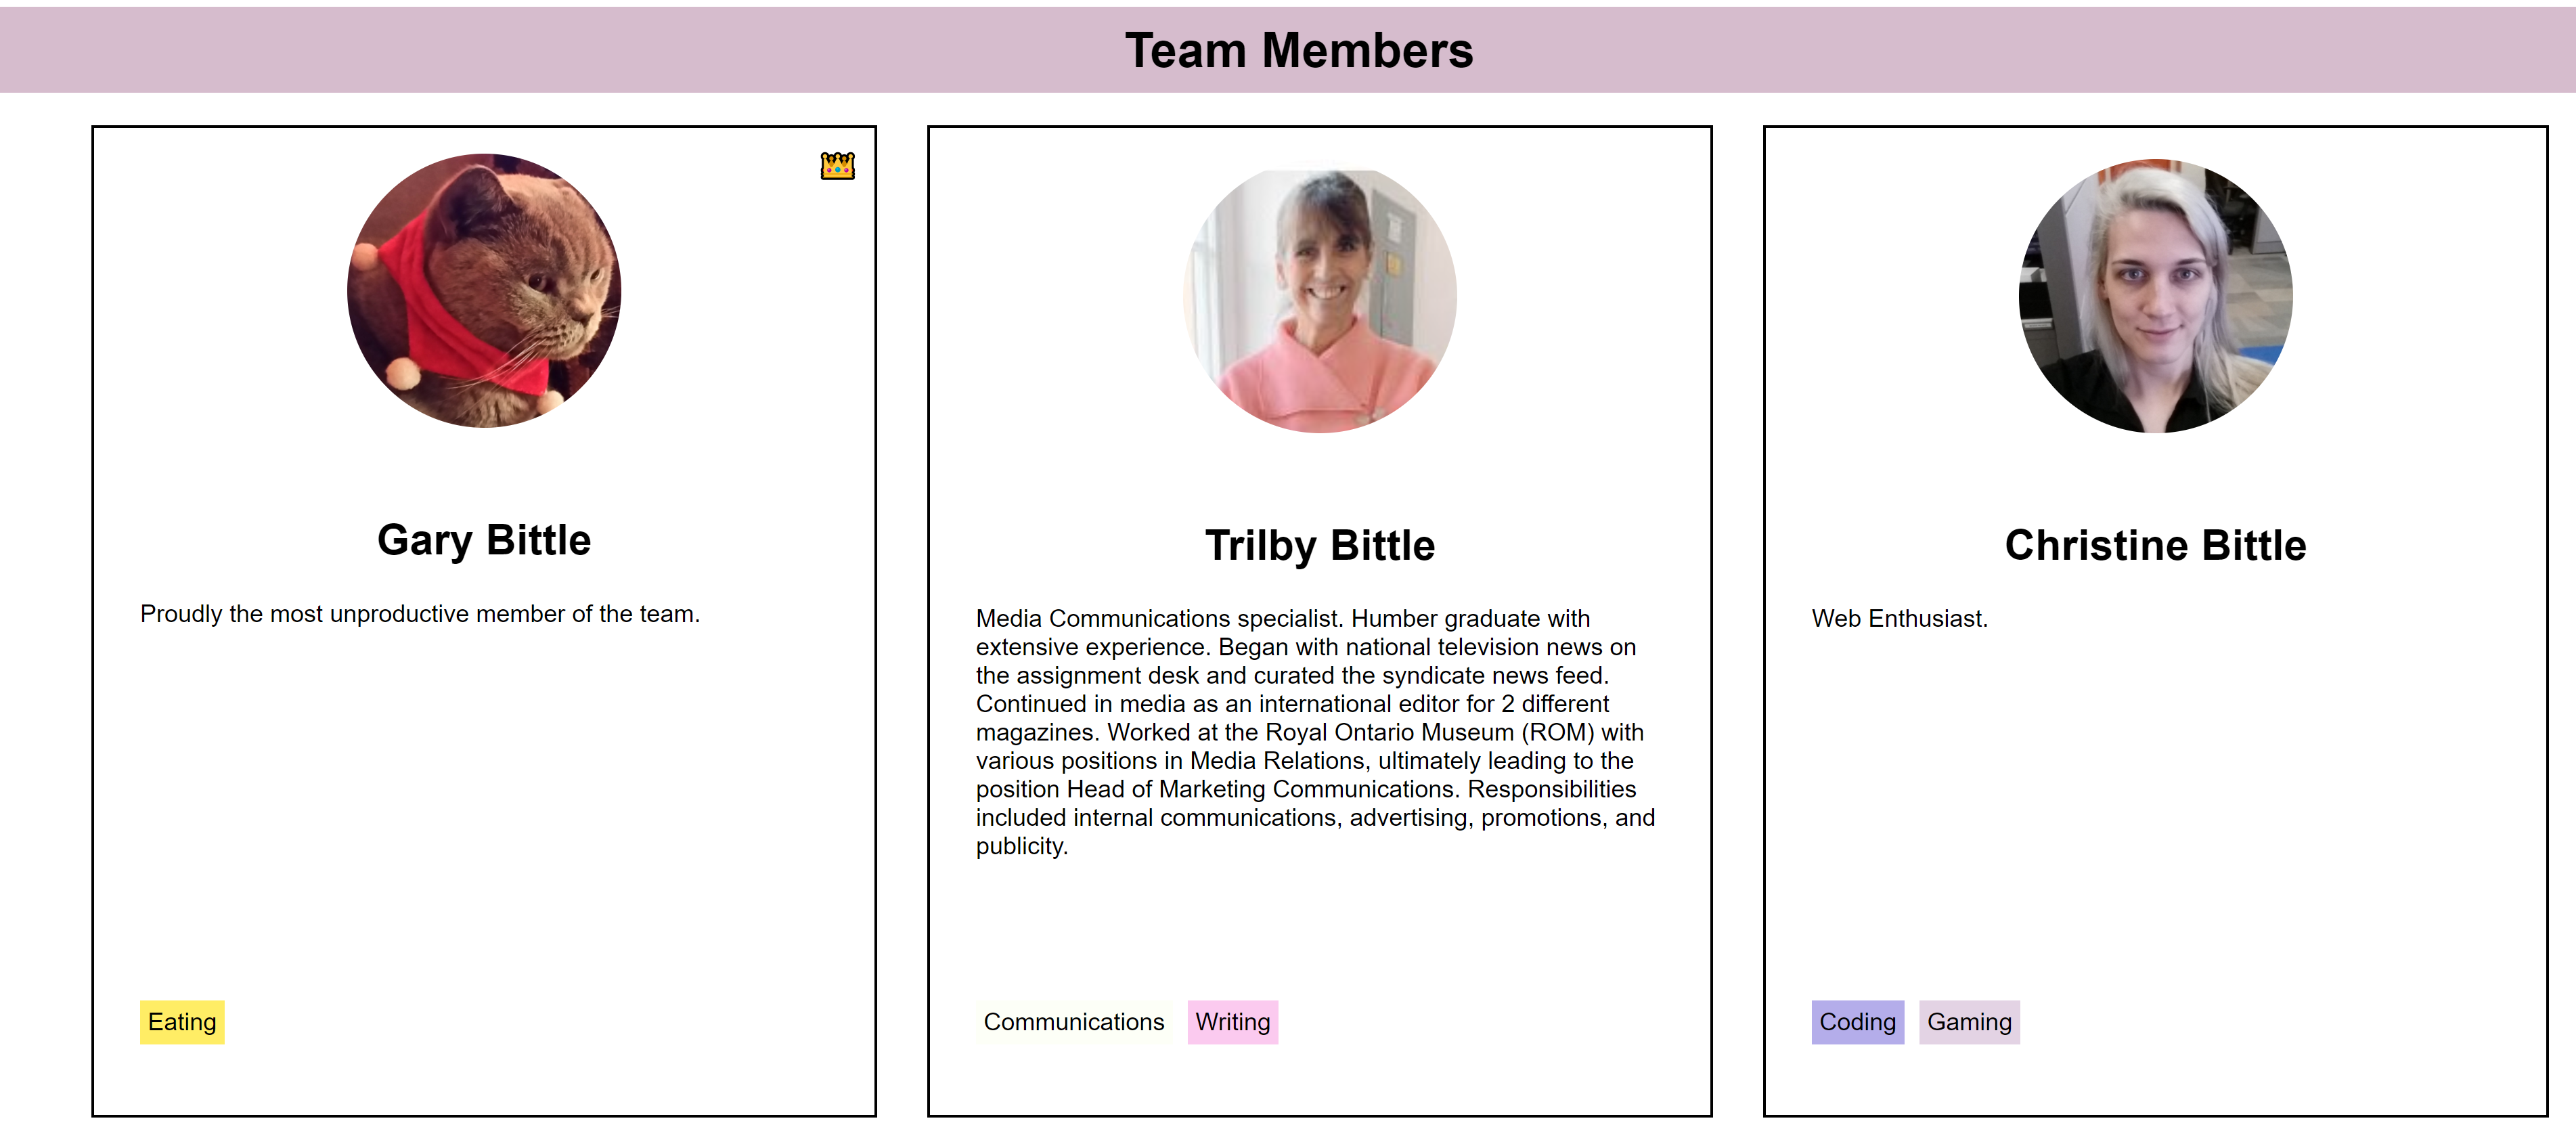 Team Members
Gary Bittle
Proudly the most unproductive member of the team.
Eating
Trilby Bittle
Media Communications specialist. Humber graduate with
extensive experience. Began with national television news on
the assignment desk and curated the syndicate news feed.
Continued in media as an international editor for 2 different
magazines. Worked at the Royal Ontario Museum (ROM) with
various positions in Media Relations, ultimately leading to the
position Head of Marketing Communications. Responsibilities
included internal communications, advertising, promotions, and
publicity.
Communications Writing
Christine Bittle
Web Enthusiast.
Coding Gaming